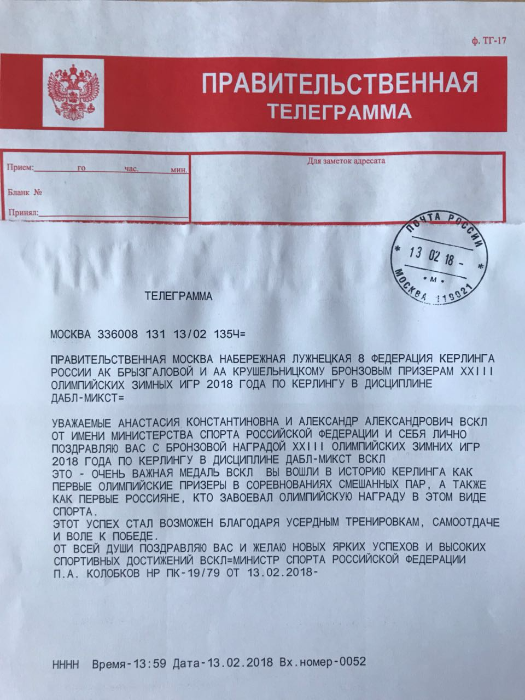 ф. ТГ-17
ПРАВИТЕЛЬСТВЕННАЯ
ТЕЛЕГРАММА
Прием: го час. мин.
Бланк №
Принял:
Для заметок адресата
ПОЧТА РОССИИ
13 02 18 -
* М *
МОСКВА 119021
ТЕЛЕГРАММА
МОСКВА 336008 131 13/02 135Ч=
ПРАВИТЕЛЬСТВЕННАЯ МОСКВА НАБЕРЕЖНАЯ ЛУЖНЕЦКАЯ 8 ФЕДЕРАЦИЯ КЕРЛИНГА
РОССИИ АК БРЫЗГАЛОВОЙ И АА КРУШЕЛЬНИЦКОМУ БРОНЗОВЫМ ПРИЗЕРАМ XXIII
ОЛИМПИЙСКИХ ЗИМНЫХ ИГР 2018 ГОДА ПО КЕРЛИНГУ В ДИСЦИПЛИНЕ
ДАБЛ-МИКСТ=
УВАЖАЕМЫЕ АНАСТАСИЯ КОНСТАНТИНОВНА И АЛЕКСАНДР АЛЕКСАНДРОВИЧ ВСКЛ
ОТ ИМЕНИ МИНИСТЕРСТВА СПОРТА РОССИЙСКОЙ ФЕДЕРАЦИИ И СЕБЯ ЛИЧНО
ПОЗДРАВЛЯЮ ВАС С БРОНЗОВОЙ НАГРАДОЙ XXIII ОЛИМПИЙСКИХ ЗИМНИХ ИГР
2018 ГОДА ПО КЕРЛИНГУ В ДИСЦИПЛИНЕ ДАБЛ-МИКСТ ВСКЛ
ЭТО - ОЧЕНЬ ВАЖНАЯ МЕДАЛЬ ВСКЛ ВЫ ВОШЛИ В ИСТОРИЮ КЕРЛИНГА КАК
ПЕРВЫЕ ОЛИМПИЙСКИЕ ПРИЗЕРЫ В СОРЕВНОВАНИЯХ СМЕШАННЫХ ПАР, А ТАКЖЕ
КАК ПЕРВЫЕ РОССИЯНЕ, КТО ЗАВОЕВАЛ ОЛИМПИЙСКУЮ НАГРАДУ В ЭТОМ ВИДЕ
СПОРТА.
ЭТОТ УСПЕХ СТАЛ ВОЗМОЖЕН БЛАГОДАРЯ УСЕРДНЫМ ТРЕНИРОВКАМ, САМООТДАЧЕ
И ВОЛЕ К ПОБЕДЕ.
ОТ ВСЕЙ ДУШИ ПОЗДРАВЛЯЮ ВАС И ЖЕЛАЮ НОВЫХ ЯРКИХ УСПЕХОВ И ВЫСОКИХ
СПОРТИВНЫХ ДОСТИЖЕНИЙ ВСКЛ=МИНИСТР СПОРТА РОССИЙСКОЙ ФЕДЕРАЦИИ
П.А. КОЛОБКОВ НР ПК-19/79 ОТ 13.02.2018-
НННН Время-13:59 Дата-13.02.2018 Вх.номер-0052